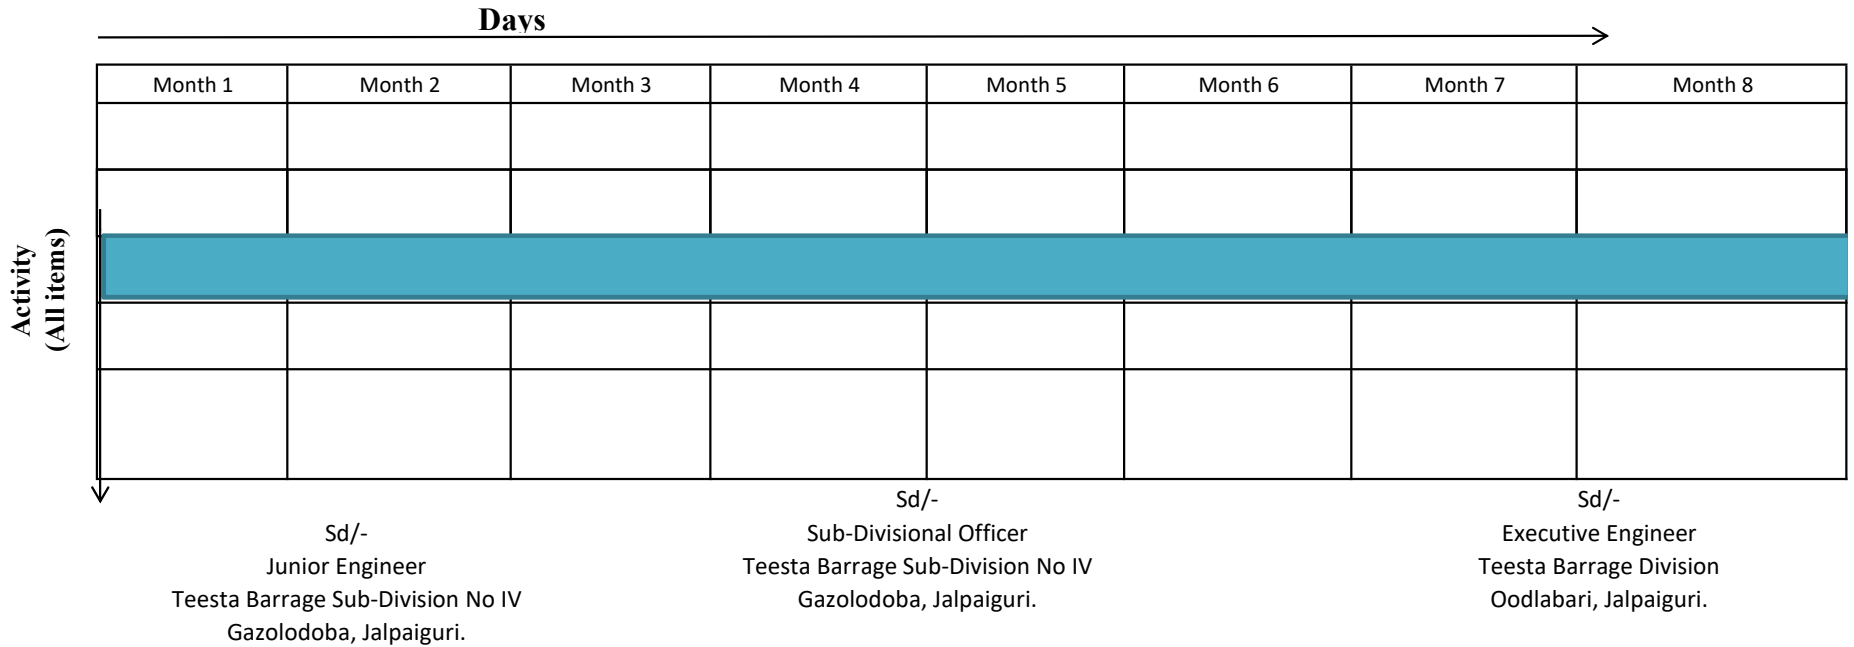 Days
Month 1 Month 2 Month 3 Month 4 Month 5 Month 6 Month 7 Month 8
Activity
(All items)
Sd/-
Junior Engineer
Teesta Barrage Sub-Division No IV
Gazolodoba, Jalpaiguri.
Sd/-
Sub-Divisional Officer
Teesta Barrage Sub-Division No IV
Gazolodoba, Jalpaiguri.
Sd/-
Executive Engineer
Teesta Barrage Division
Oodlabari, Jalpaiguri.